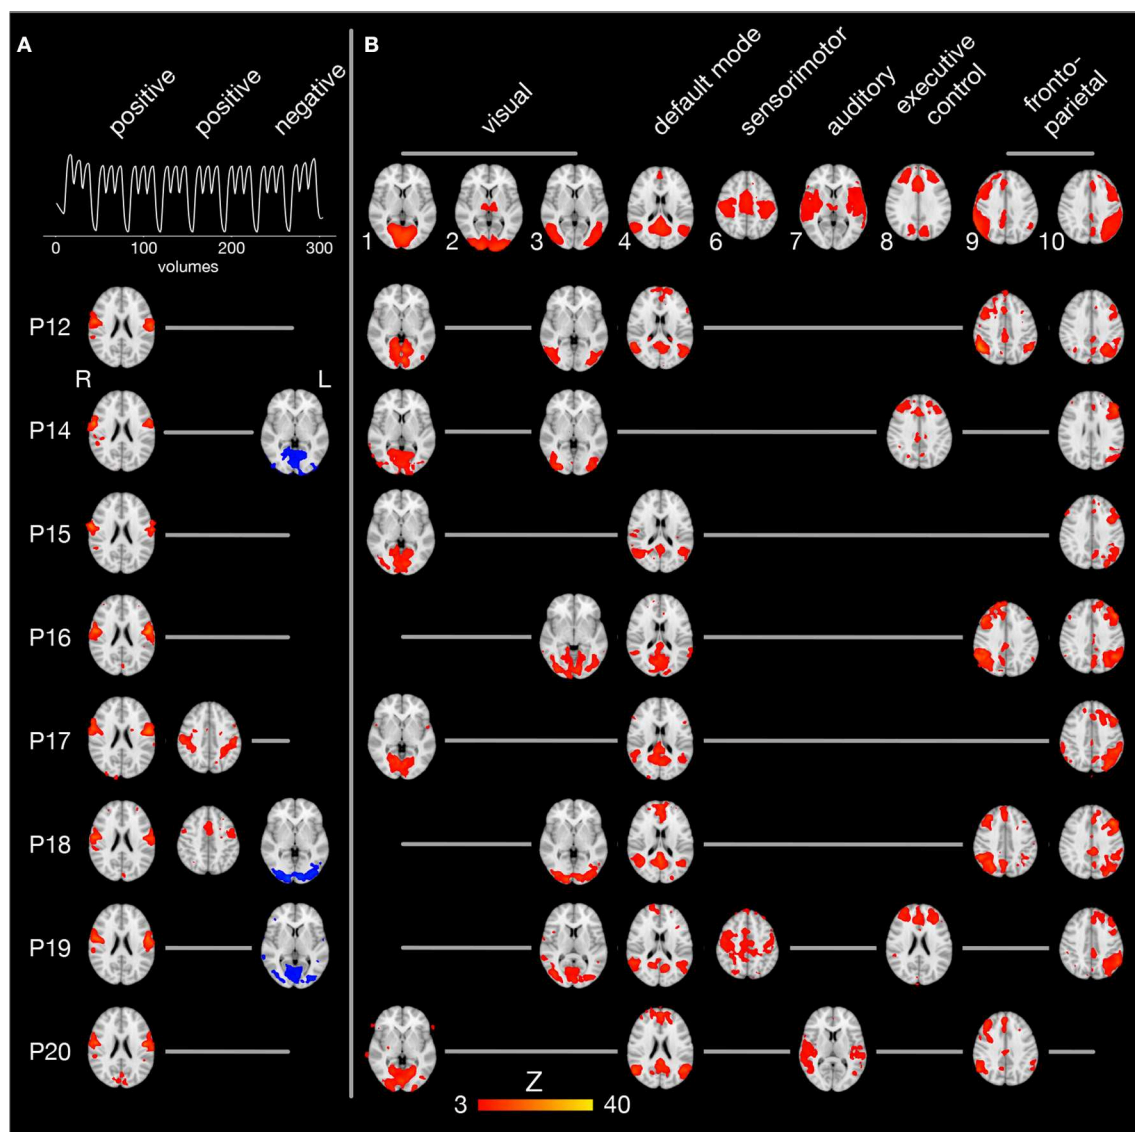 A
positive
positive
negative
0
100
200
300
volumes
B
visual
default mode
sensorimotor
auditory
executive
control
fronto-
parietal
1
2
3
4
6
7
8
9
10
P12
R
L
P14
P15
P16
P17
P18
P19
P20
Z
3
40